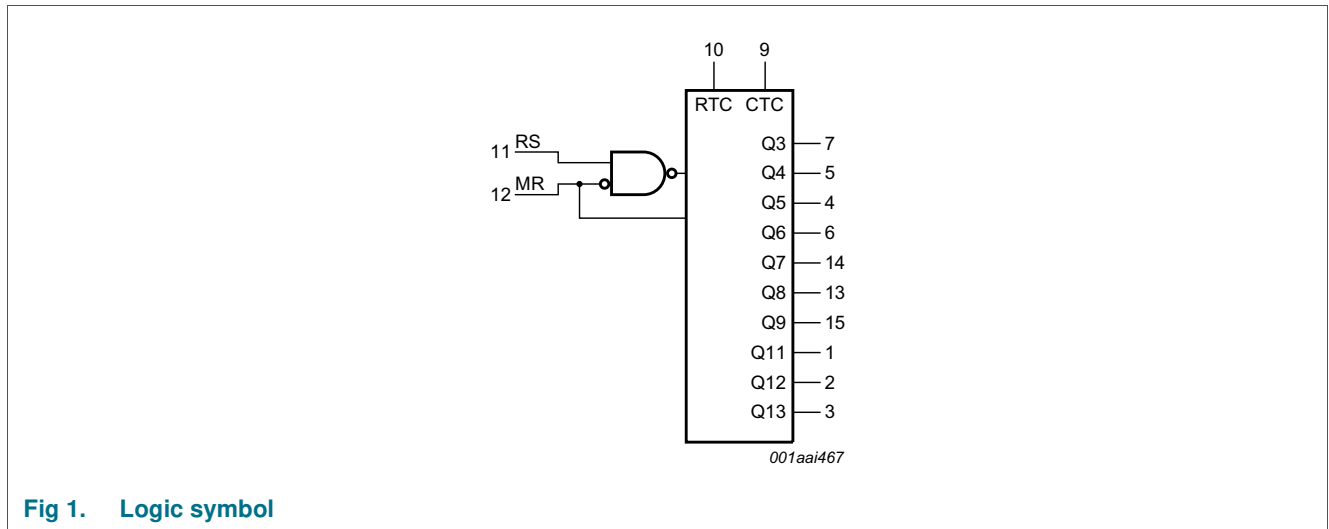 10 9
RTC CTC
11 RS
12 MR
Q3 7
Q4 5
Q5 4
Q6 6
Q7 14
Q8 13
Q9 15
Q11 1
Q12 2
Q13 3
001aai467
Fig 1. Logic symbol